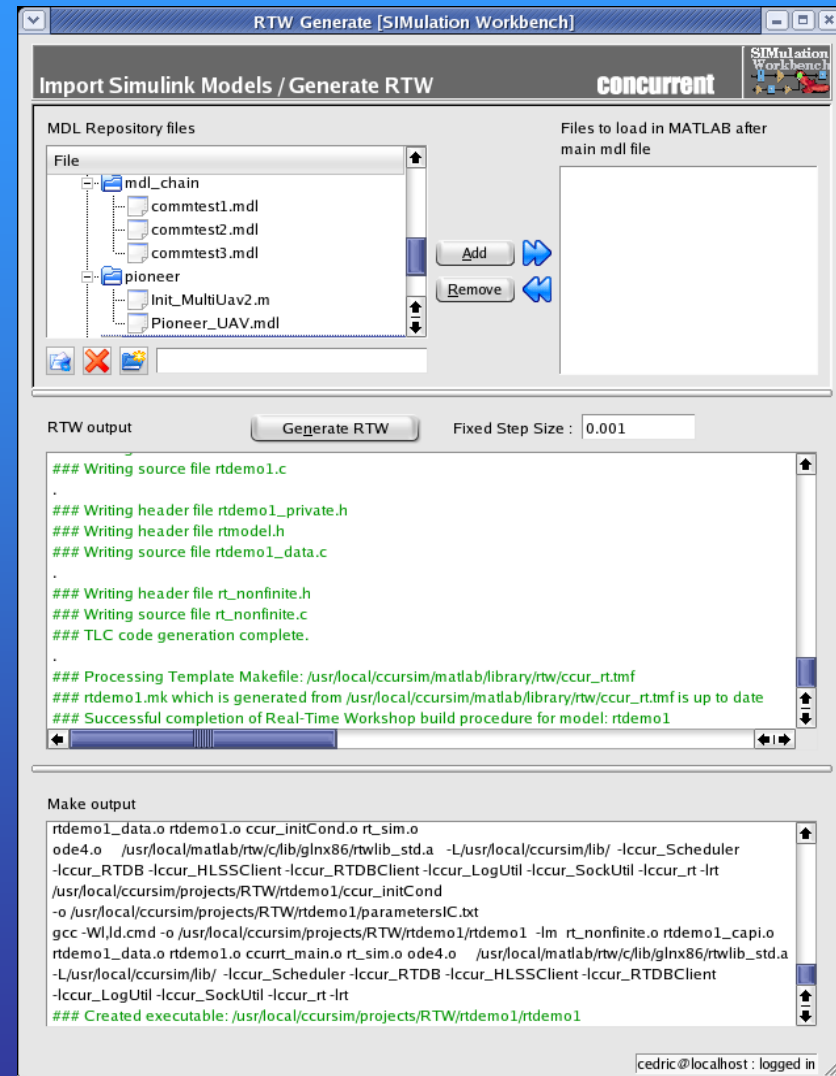 RTW Generate [SIMulation Workbench]
Import Simulink Models / Generate RTW
concurrent
SIMulation
Workbench
MDL Repository files
Files to load in MATLAB after
main mdl file
File
mdl_chain
commtest1.mdl
commtest2.mdl
commtest3.mdl
pioneer
Init_MultiUav2.m
Pioneer_UAV.mdl
Add
Remove
RTW output
Generate RTW
Fixed Step Size : 0.001
### Writing source file rtdemo1.c
.
### Writing header file rtdemo1_private.h
### Writing header file rtmodel.h
### Writing source file rtdemo1_data.c
.
### Writing header file rt_nonfinite.h
### Writing source file rt_nonfinite.c
### TLC code generation complete.
.
### Processing Template Makefile: /usr/local/ccursim/matlab/library/rtw/ccur_rt.tmf
### rtdemo1.mk which is generated from /usr/local/ccursim/matlab/library/rtw/ccur_rt.tmf is up to date
### Successful completion of Real-Time Workshop build procedure for model: rtdemo1
Make output
rtdemo1_data.o rtdemo1.o ccur_initCond.o rt_sim.o
ode4.o /usr/local/matlab/rtw/c/lib/glnx86/rtwlib_std.a -L/usr/local/ccursim/lib/ -lccur_Scheduler
-lccur_RTDB -lccur_HLSSClient -lccur_RTDBClient -lccur_LogUtil -lccur_SockUtil -lccur_rt -lrt
/usr/local/ccursim/projects/RTW/rtdemo1/ccur_initCond
-o /usr/local/ccursim/projects/RTW/rtdemo1/parametersIC.txt
gcc -Wl,ld.cmd -o /usr/local/ccursim/projects/RTW/rtdemo1/rtdemo1 -lm rt_nonfinite.o rtdemo1_capi.o
rtdemo1_data.o rtdemo1.o ccurrt_main.o rt_sim.o ode4.o /usr/local/matlab/rtw/c/lib/glnx86/rtwlib_std.a
-L/usr/local/ccursim/lib/ -lccur_Scheduler -lccur_RTDB -lccur_HLSSClient -lccur_RTDBClient
-lccur_LogUtil -lccur_SockUtil -lccur_rt -lrt
### Created executable: /usr/local/ccursim/projects/RTW/rtdemo1/rtdemo1
cedric@localhost : logged in